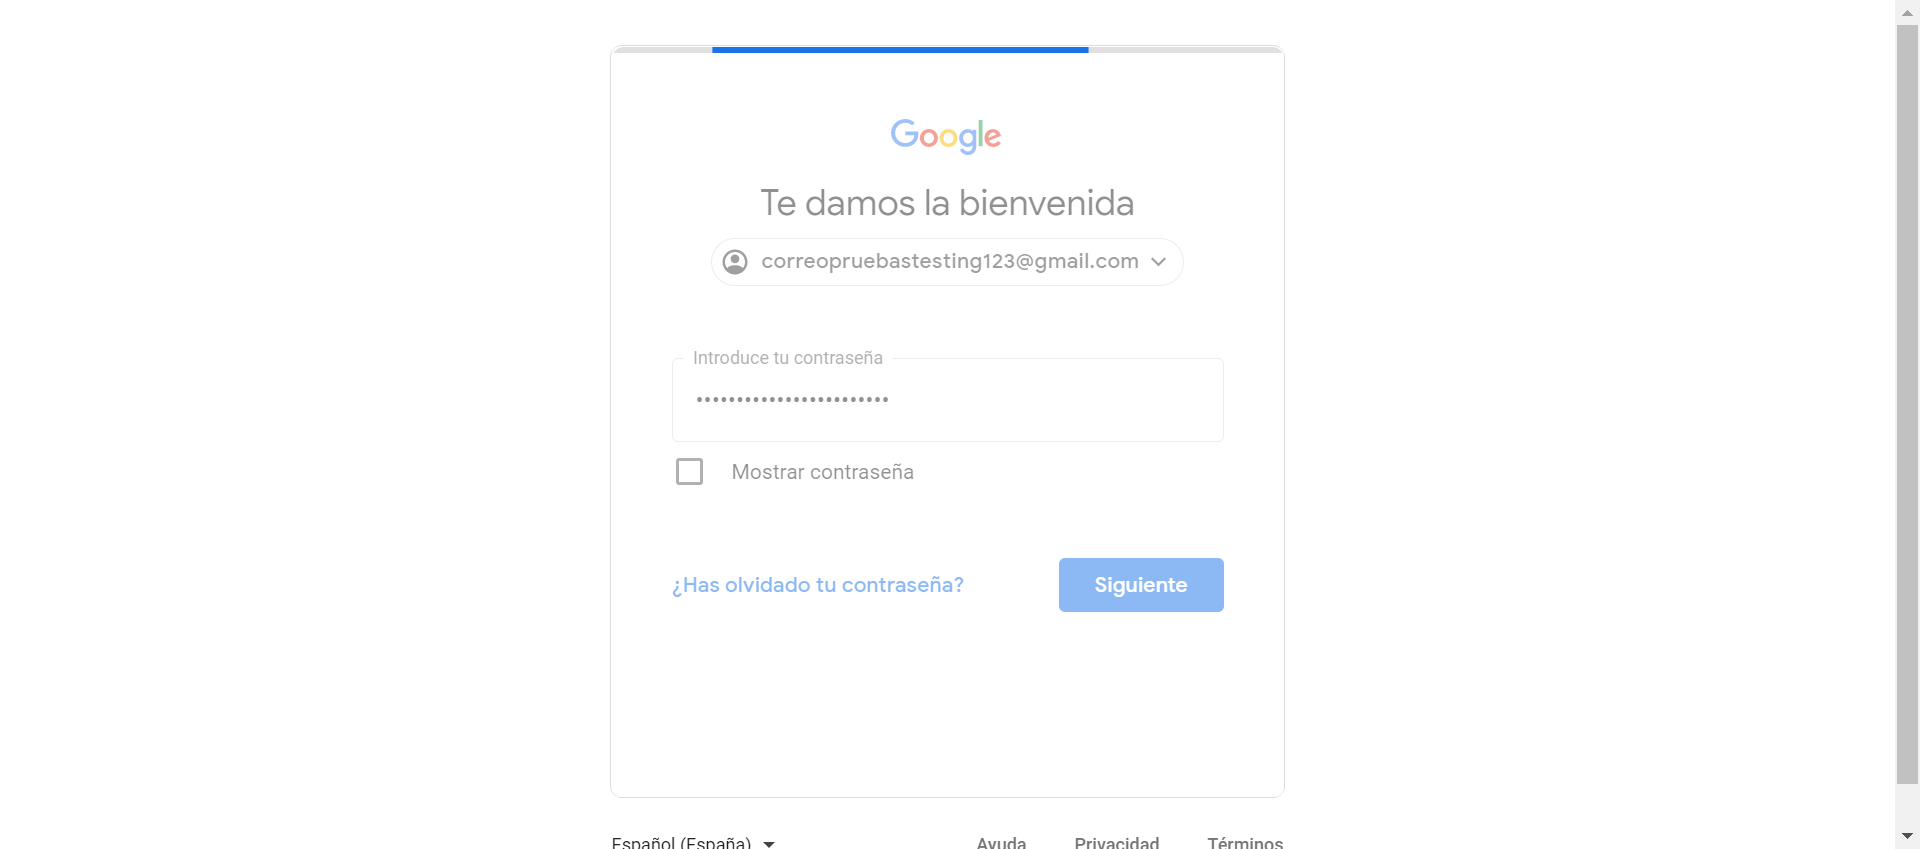 Google
Te damos la bienvenida
correopruebastesting123@gmail.com
Introduce tu contraseña
••••••••••••••••••••••••
Mostrar contraseña
¿Has olvidado tu contraseña?
Siguiente
Español (España)
Ayuda
Privacidad
Términos